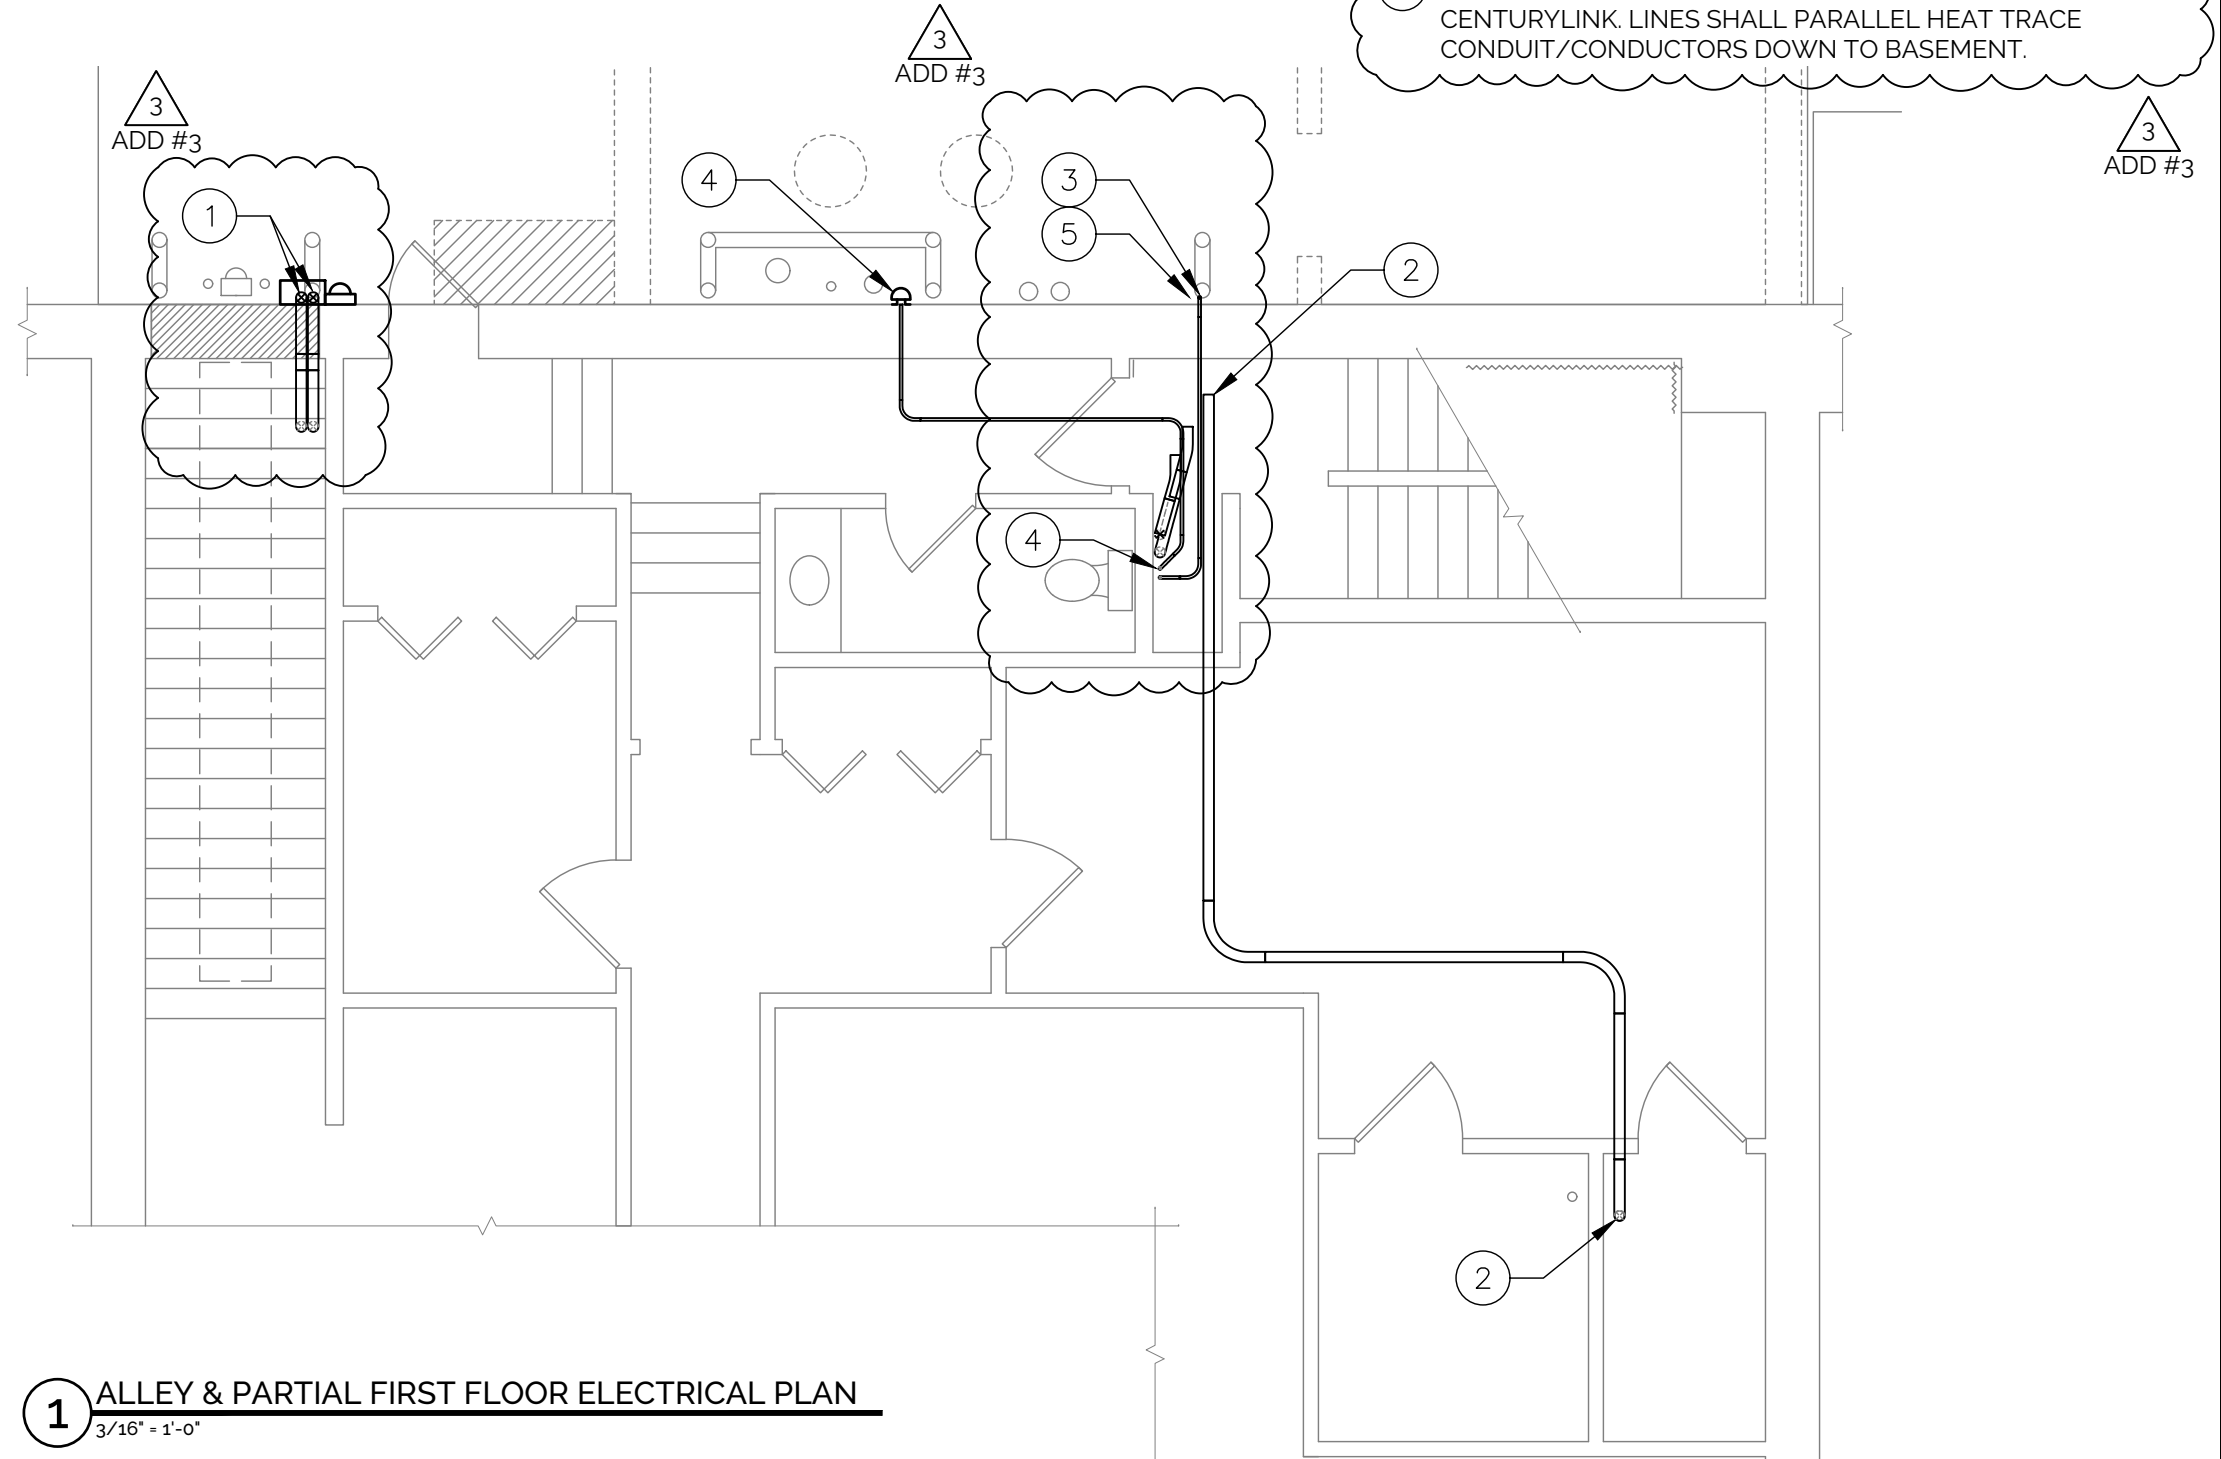 CENTURYLINK. LINES SHALL PARALLEL HEAT TRACE
CONDUIT/CONDUCTORS DOWN TO BASEMENT.
3
ADD #3
3
ADD #3
3
ADD #3
1
4
3
5
2
4
2
1
ALLEY & PARTIAL FIRST FLOOR ELECTRICAL PLAN
3/16" = 1'-0"